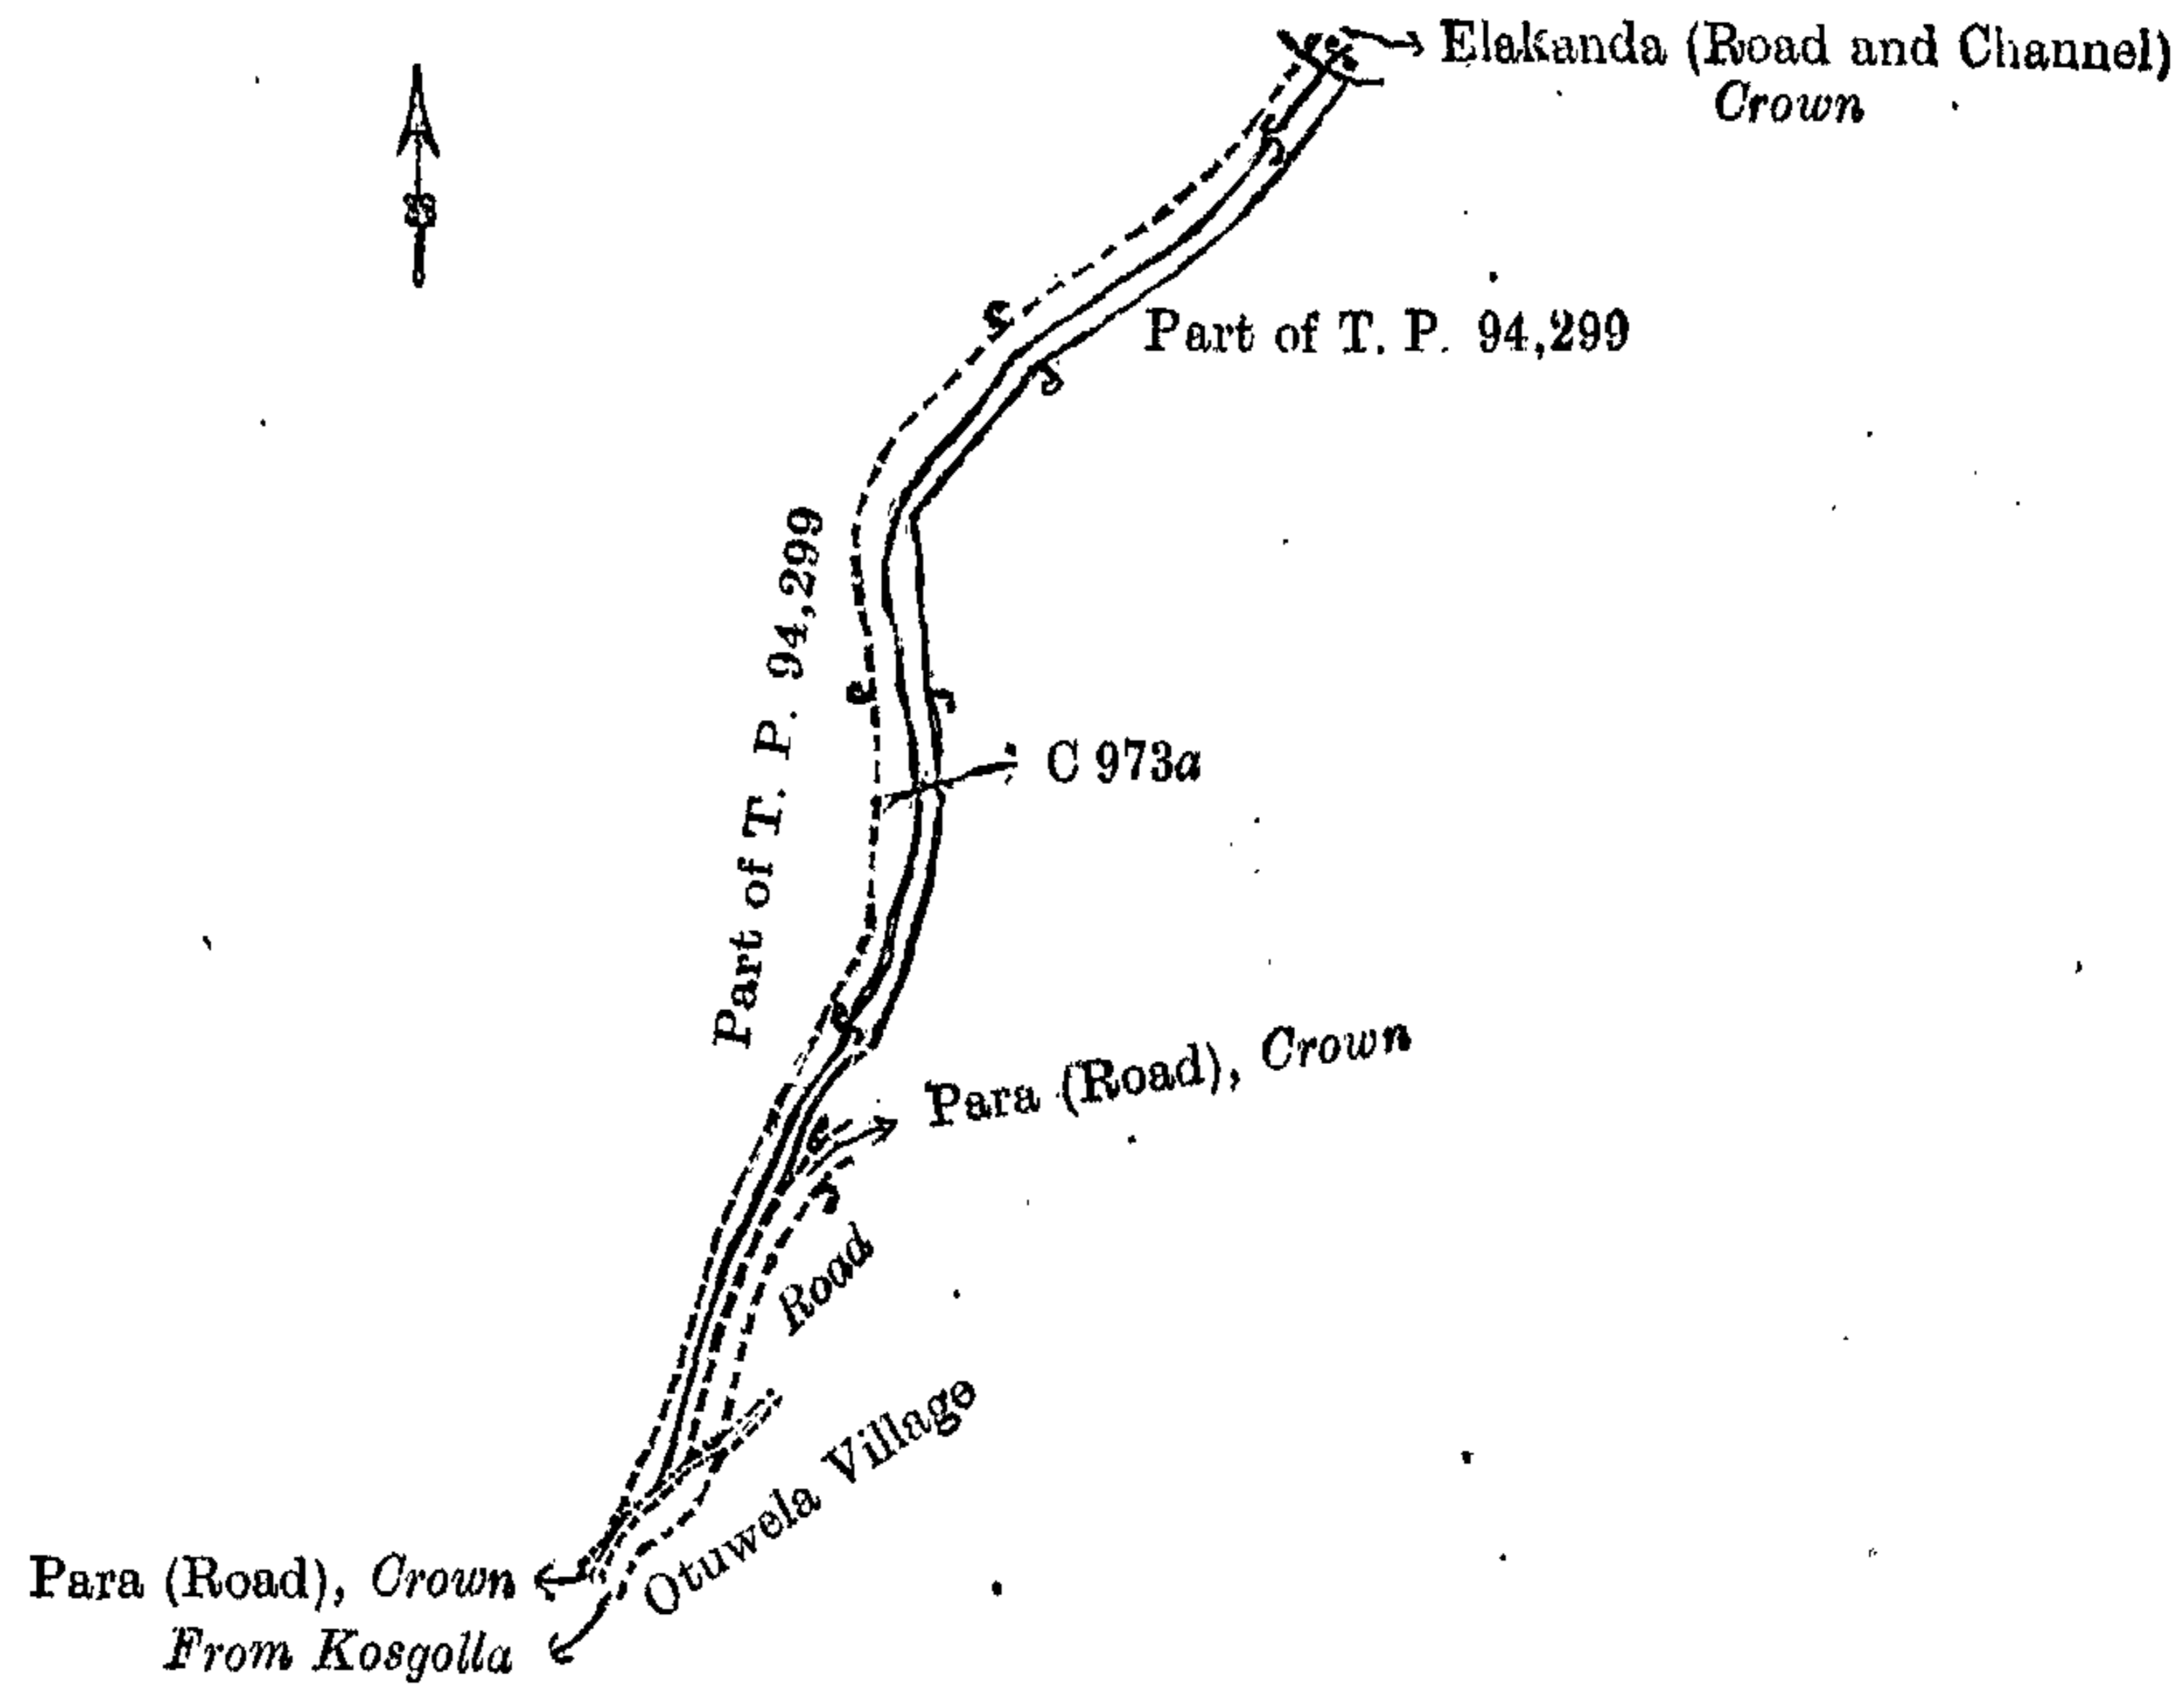 Elakanda (Road and Channel)
Crown
Part of T. P. 94,299
Part of T. P. 94,299
C 973a
Para (Road), Crown
Road
Otuwela Village
Para (Road), Crown
From Kosgolla